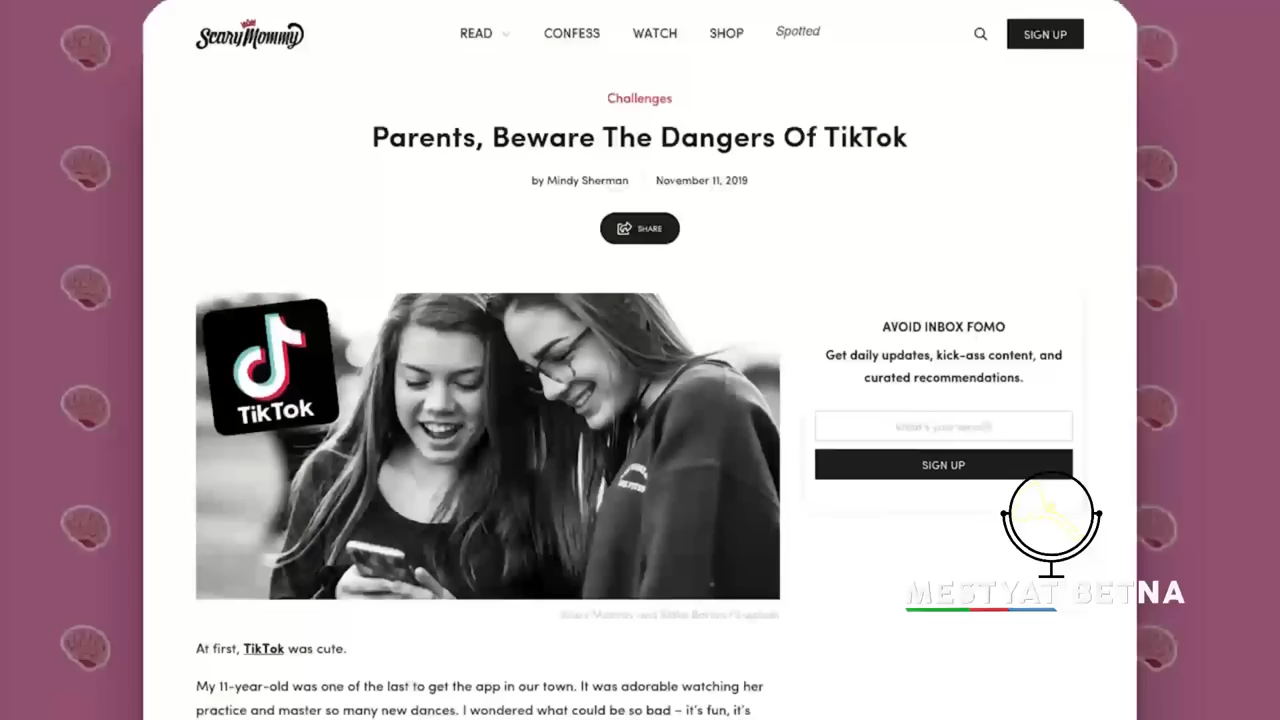 Scary Mommy
READ CONFESS WATCH SHOP Spotted
SIGN UP
Challenges
Parents, Beware The Dangers Of TikTok
by Mindy Sherman November 11, 2019
SHARE
TikTok
AVOID INBOX FOMO
Get daily updates, kick-ass content, and
curated recommendations.
SIGN UP
MESTYAT BETNA
At first, TikTok was cute.
My 11-year-old was one of the last to get the app in our town. It was adorable watching her
practice and master so many new dances. I wondered what could be so bad – it's fun, it's